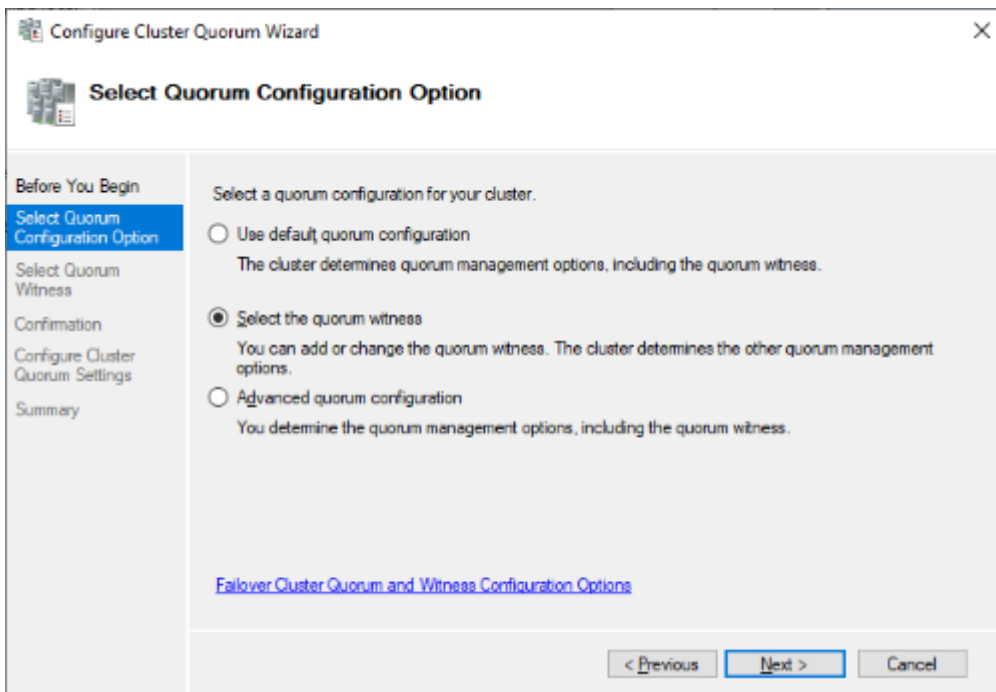 Configure Cluster Quorum Wizard
Select Quorum Configuration Option
Before You Begin
Select Quorum
Configuration Option
Select Quorum
Witness
Confirmation
Configure Cluster
Quorum Settings
Summary
Select a quorum configuration for your cluster.
Use default quorum configuration
The cluster determines quorum management options, including the quorum witness.
Select the quorum witness
You can add or change the quorum witness. The cluster determines the other quorum management
options.
Advanced quorum configuration
You determine the quorum management options, including the quorum witness.
Failover Cluster Quorum and Witness Configuration Options
< Previous
Next >
Cancel